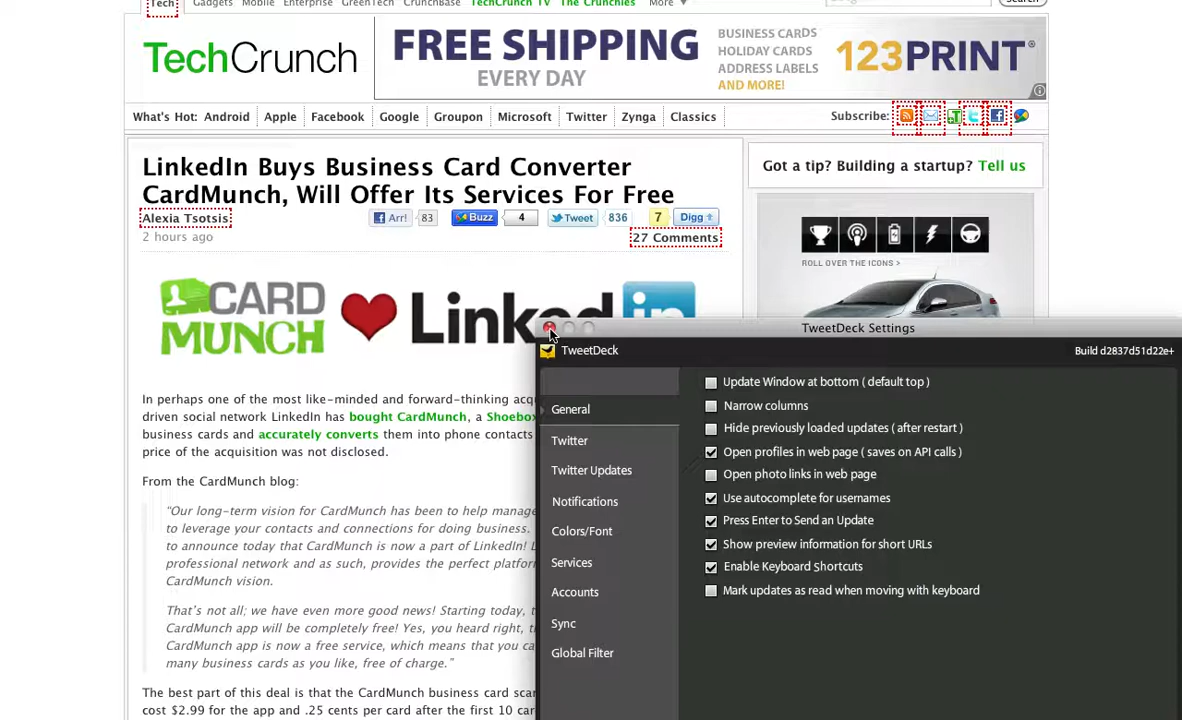 Tech Gadgets Mobile Enterprise GreenTech CrunchBase TechCrunch TV The Crunchies More Search
TechCrunch
FREE SHIPPING
EVERY DAY
BUSINESS CARDS
HOLIDAY CARDS
ADDRESS LABELS
AND MORE!
123PRINT®
What's Hot: Android Apple Facebook Google Groupon Microsoft Twitter Zynga Classics
Subscribe:
LinkedIn Buys Business Card Converter
CardMunch, Will Offer Its Services For Free
Alexia Tsotsis
2 hours ago
Arr! 83 Buzz 4 Tweet 836 7 Digg
27 Comments
Got a tip? Building a startup? Tell us
ROLL OVER THE ICONS >
CARD
MUNCH
Linked in
In perhaps one of the most like-minded and forward-thinking
driven social network LinkedIn has bought CardMunch, a
business cards and accurately converts them into phone contacts
price of the acquisition was not disclosed.
From the CardMunch blog:
"Our long-term vision for CardMunch has been to help
to leverage your contacts and connections for doing business.
to announce today that CardMunch is now a part of LinkedIn!
professional network and as such, provides the perfect
CardMunch vision.
That's not all; we have even more good news! Starting today,
CardMunch app will be completely free! Yes, you heard right,
CardMunch app is now a free service, which means that you
many business cards as you like, free of charge."
The best part of this deal is that the CardMunch business card
cost $2.99 for the app and .25 cents per card after the first 10
TweetDeck Settings
TweetDeck
Build d2837d51d22e+
General
Twitter
Twitter Updates
Notifications
Colors/Font
Services
Accounts
Sync
Global Filter
Update Window at bottom ( default top )
Narrow columns
Hide previously loaded updates ( after restart )
Open profiles in web page ( saves on API calls )
Open photo links in web page
Use autocomplete for usernames
Press Enter to Send an Update
Show preview information for short URLs
Enable Keyboard Shortcuts
Mark updates as read when moving with keyboard